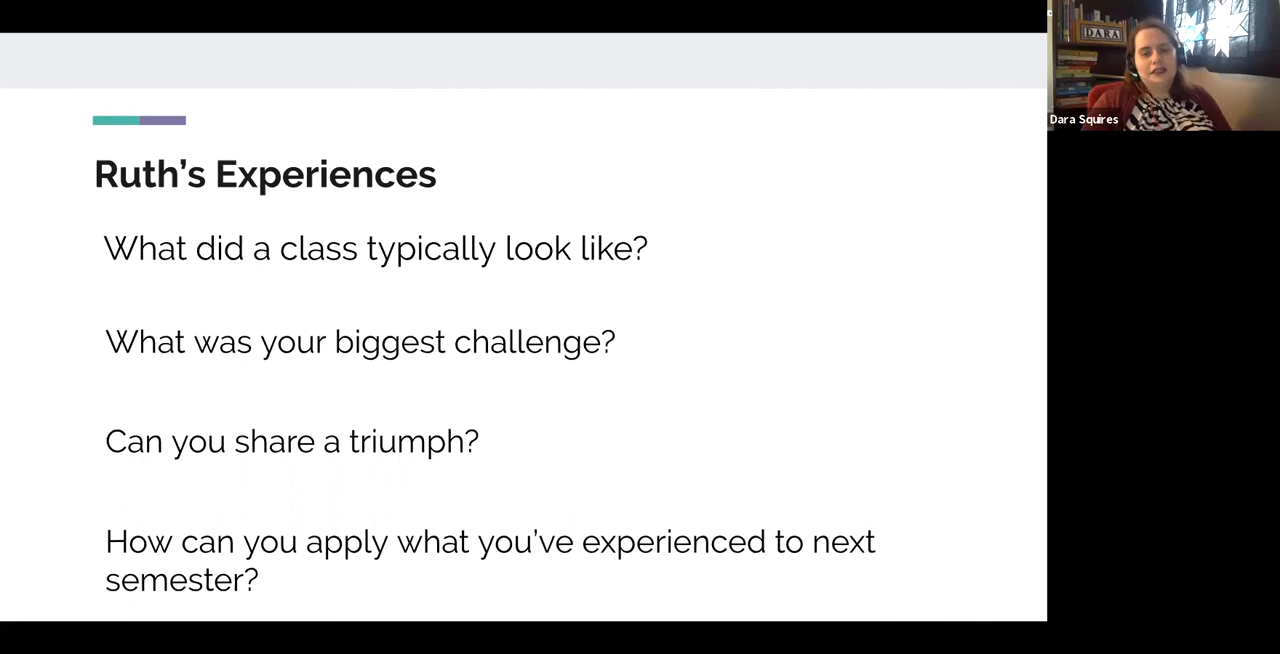 Ruth’s Experiences
What did a class typically look like?
What was your biggest challenge?
Can you share a triumph?
How can you apply what you’ve experienced to next
semester?
DARA
Dara Squires